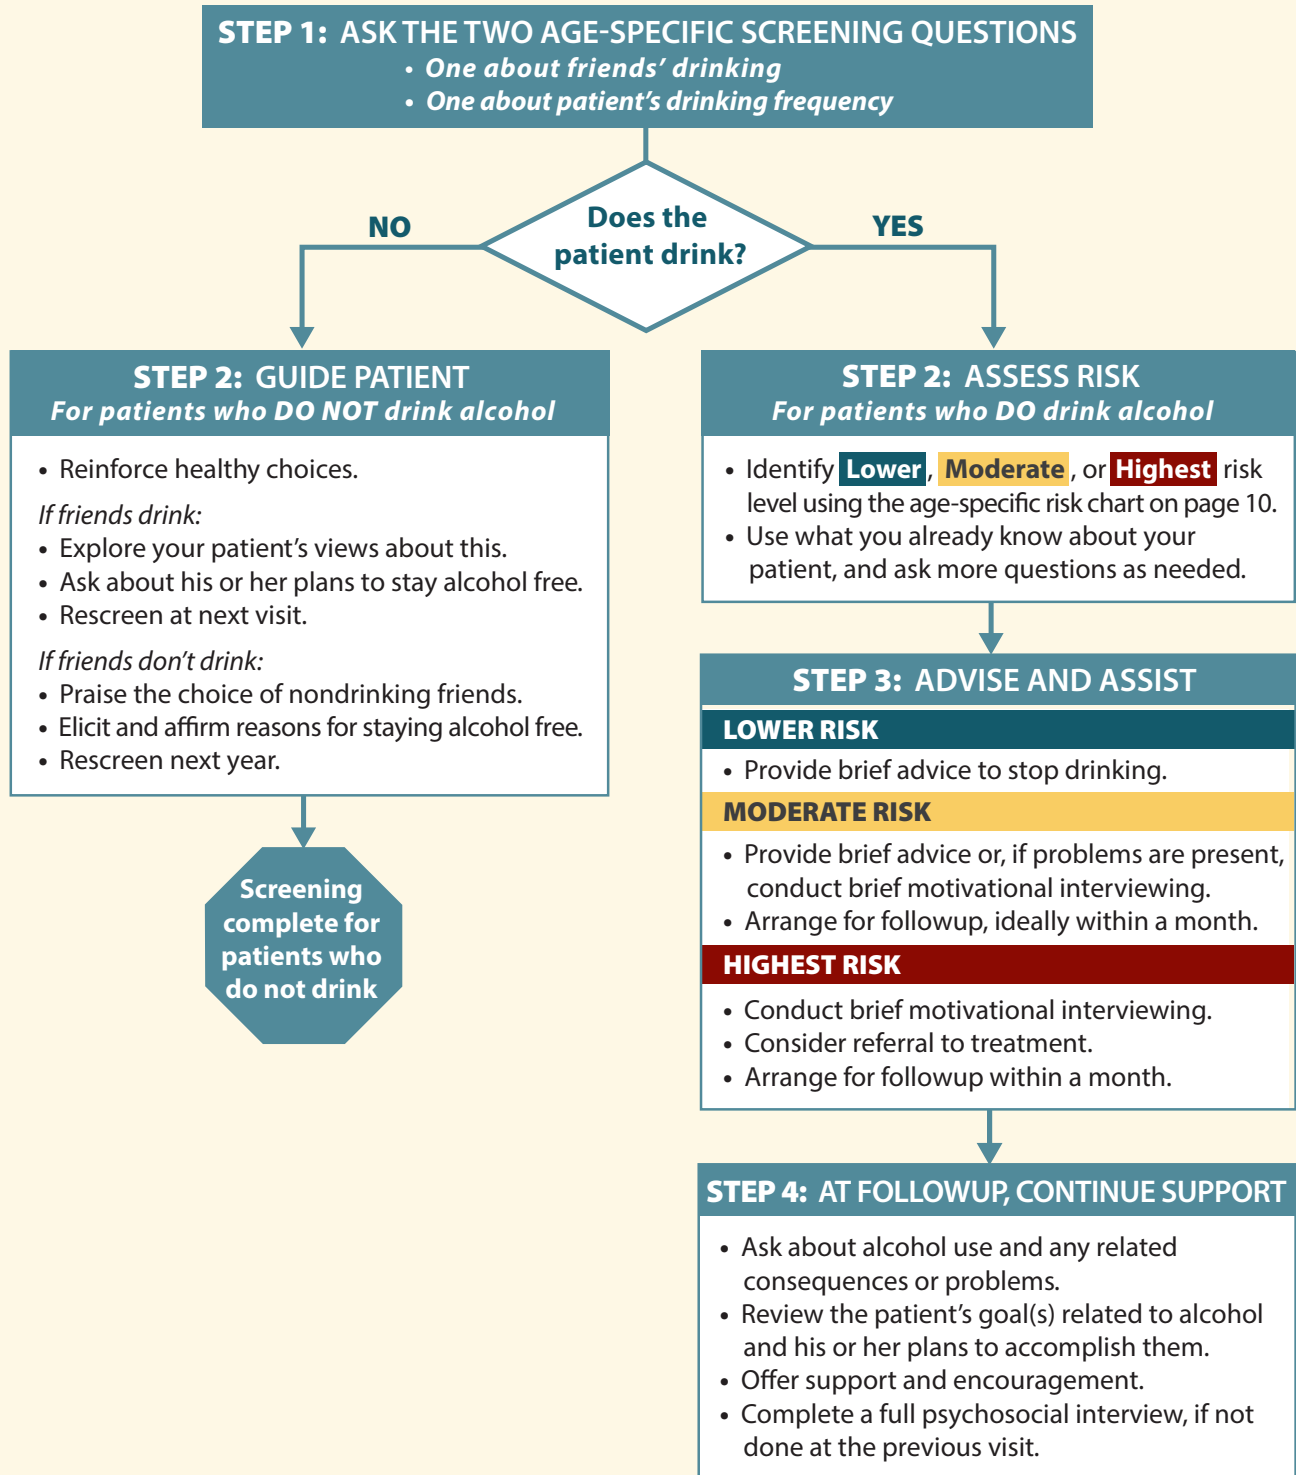 STEP 1: ASK THE TWO AGE-SPECIFIC SCREENING QUESTIONS
• One about friends’ drinking
• One about patient’s drinking frequency
Does the
patient drink?
NO
YES
STEP 2: GUIDE PATIENT
For patients who DO NOT drink alcohol
• Reinforce healthy choices.
If friends drink:
• Explore your patient’s views about this.
• Ask about his or her plans to stay alcohol free.
• Rescreen at next visit.
If friends don’t drink:
• Praise the choice of nondrinking friends.
• Elicit and affirm reasons for staying alcohol free.
• Rescreen next year.
Screening
complete for
patients who
do not drink
STEP 2: ASSESS RISK
For patients who DO drink alcohol
• Identify Lower, Moderate, or Highest risk
level using the age-specific risk chart on page 10.
• Use what you already know about your
patient, and ask more questions as needed.
STEP 3: ADVISE AND ASSIST
LOWER RISK
• Provide brief advice to stop drinking.
MODERATE RISK
• Provide brief advice or, if problems are present,
conduct brief motivational interviewing.
• Arrange for followup, ideally within a month.
HIGHEST RISK
• Conduct brief motivational interviewing.
• Consider referral to treatment.
• Arrange for followup within a month.
STEP 4: AT FOLLOWUP, CONTINUE SUPPORT
• Ask about alcohol use and any related
consequences or problems.
• Review the patient’s goal(s) related to alcohol
and his or her plans to accomplish them.
• Offer support and encouragement.
• Complete a full psychosocial interview, if not
done at the previous visit.